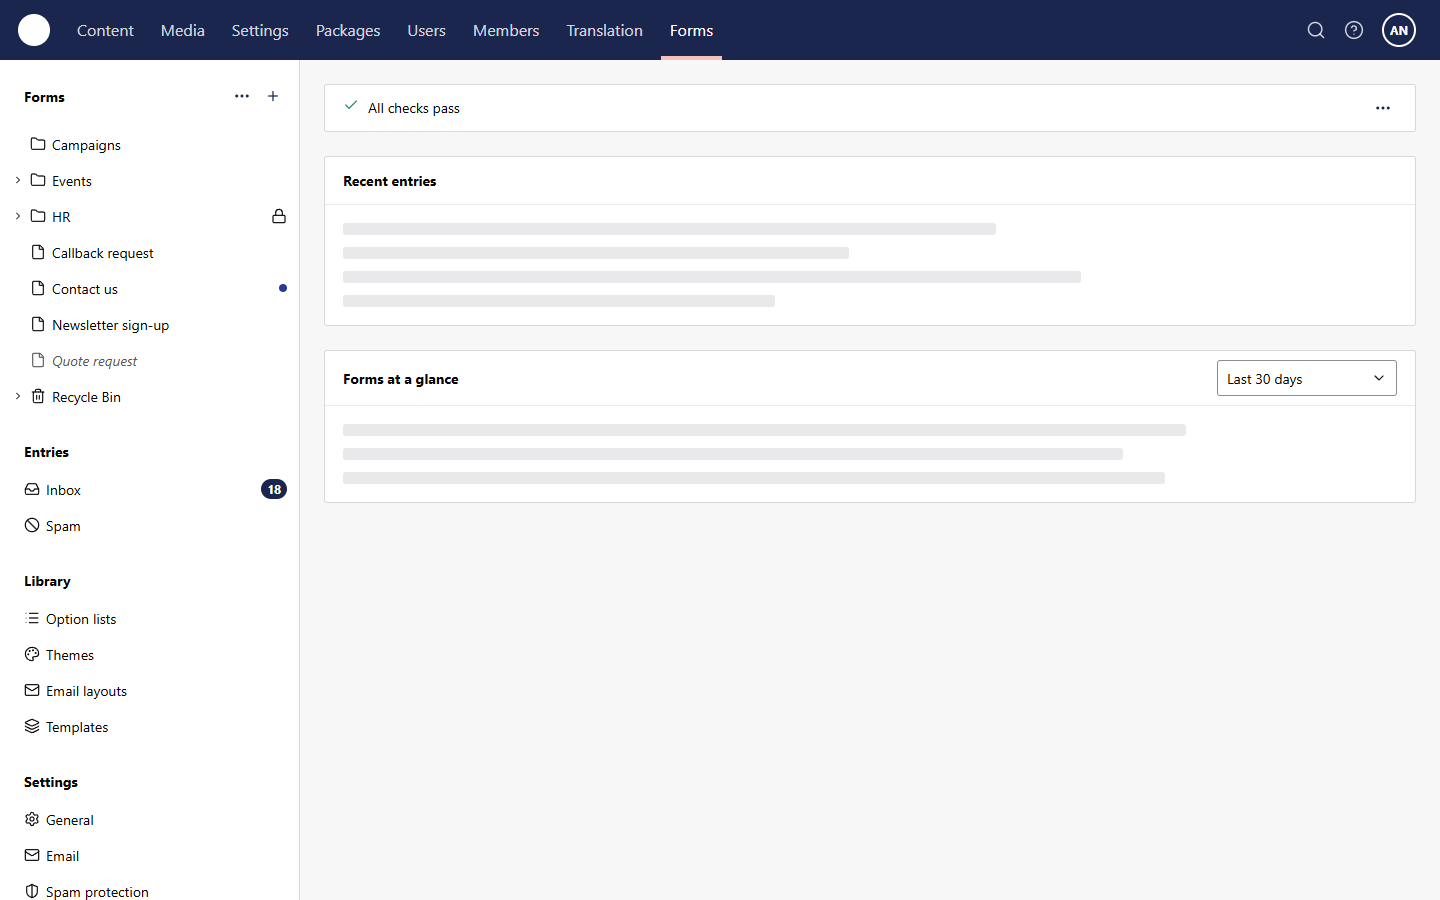 Content Media Settings Packages Users Members Translation Forms AN
Forms
Campaigns
Events
HR
Callback request
Contact us
Newsletter sign-up
Quote request
Recycle Bin
Entries
Inbox 18
Spam
Library
Option lists
Themes
Email layouts
Templates
Settings
General
Email
Spam protection
All checks pass
Recent entries
Forms at a glance
Last 30 days